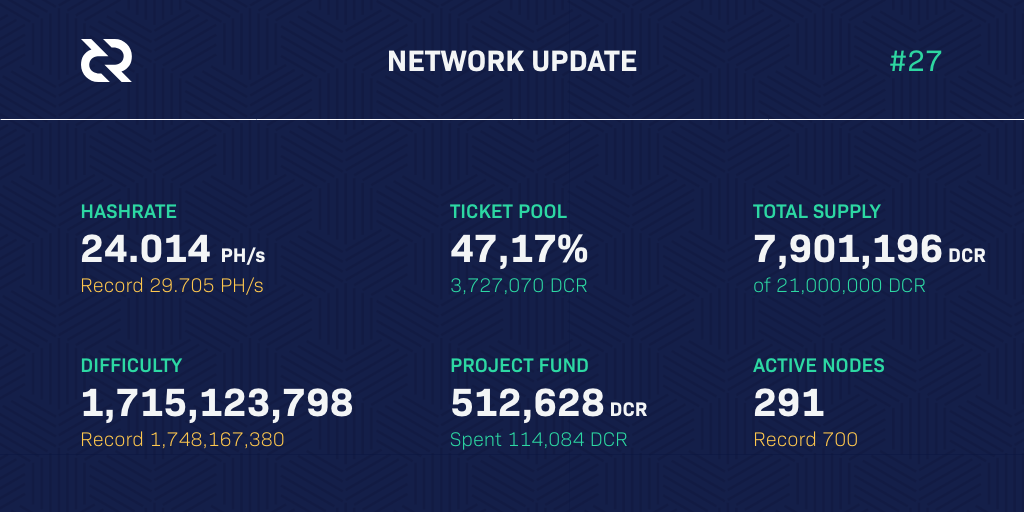 NETWORK UPDATE
#27
HASHRATE
24.014 PH/s
Record 29.705 PH/s
TICKET POOL
47,17%
3,727,070 DCR
TOTAL SUPPLY
7,901,196 DCR
of 21,000,000 DCR
DIFFICULTY
1,715,123,798
Record 1,748,167,380
PROJECT FUND
512,628 DCR
Spent 114,084 DCR
ACTIVE NODES
291
Record 700